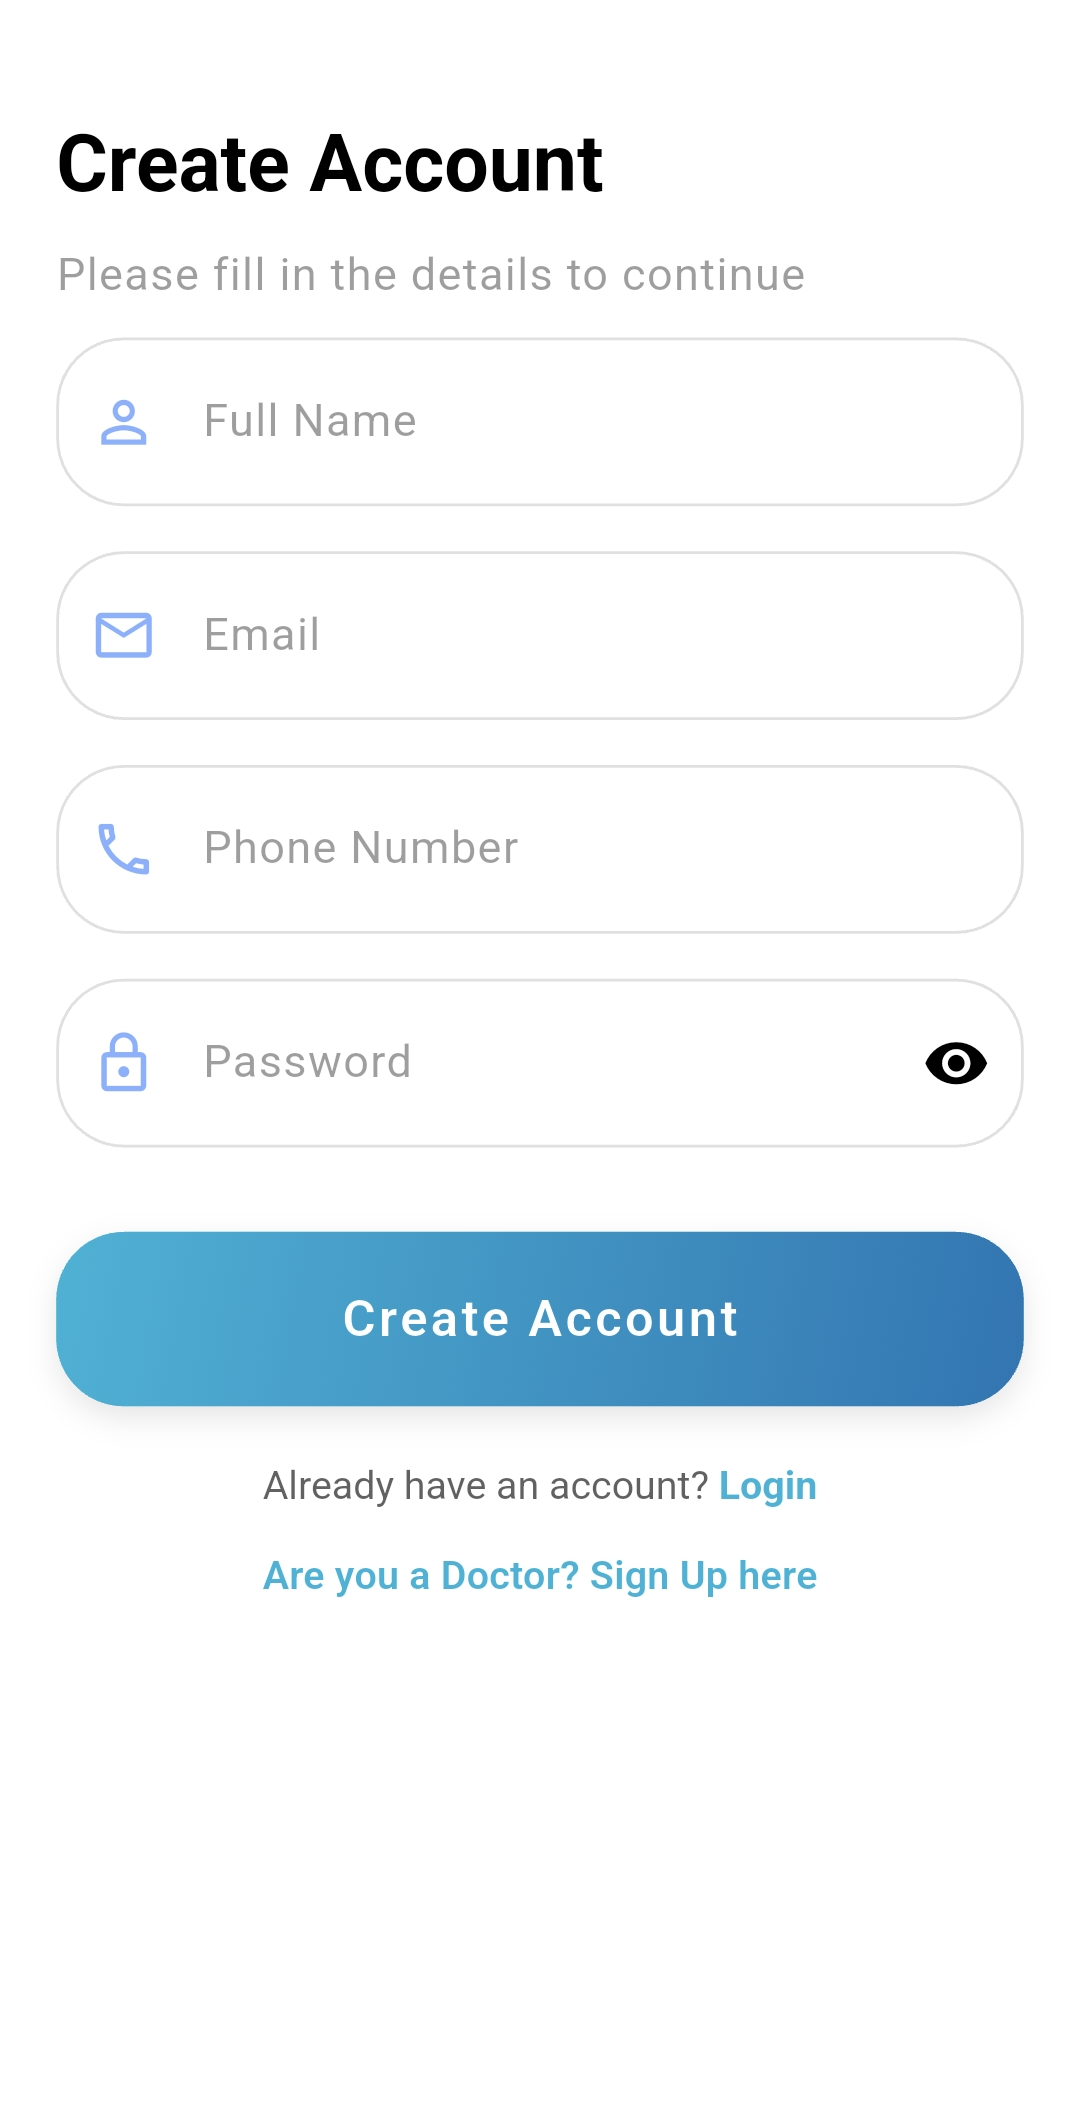 Create Account
Please fill in the details to continue
Full Name
Email
Phone Number
Password
Create Account
Already have an account? Login
Are you a Doctor? Sign Up here